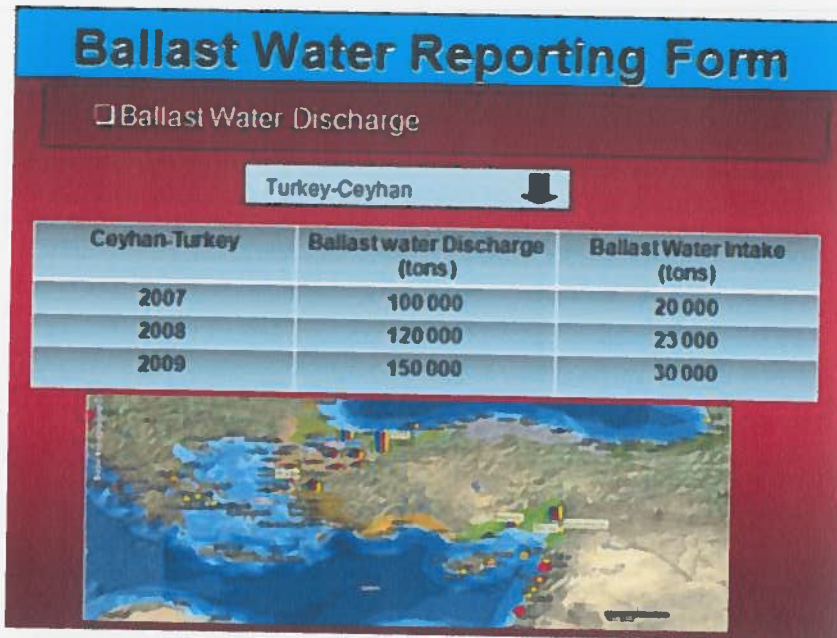 Ballast Water Reporting Form
Ballast Water Discharge
Turkey-Ceyhan
Ceyhan-Turkey Ballast water Discharge (tons) Ballast Water Intake (tons)
2007 100 000 20 000
2008 120 000 23 000
2009 150 000 30 000